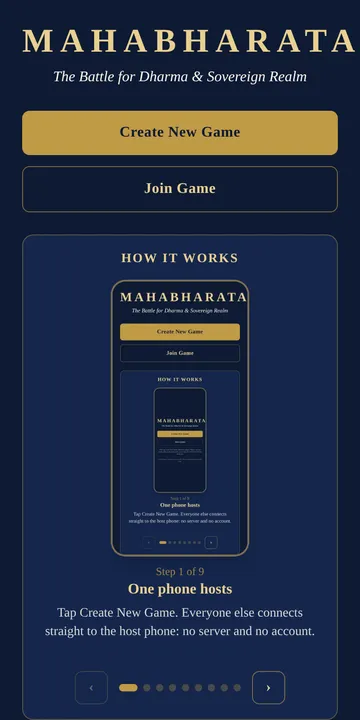 MAHABHARATA
The Battle for Dharma & Sovereign Realm
Create New Game
Join Game
HOW IT WORKS
MAHABHARATA
The Battle for Dharma & Sovereign Realm
Create New Game
Join Game
HOW IT WORKS
MAHABHARATA
Step 1 of 9
One phone hosts
Tap Create New Game. Everyone else connects
straight to the host phone: no server and no account.
Step 1 of 9
One phone hosts
Tap Create New Game. Everyone else connects
straight to the host phone: no server and no account.